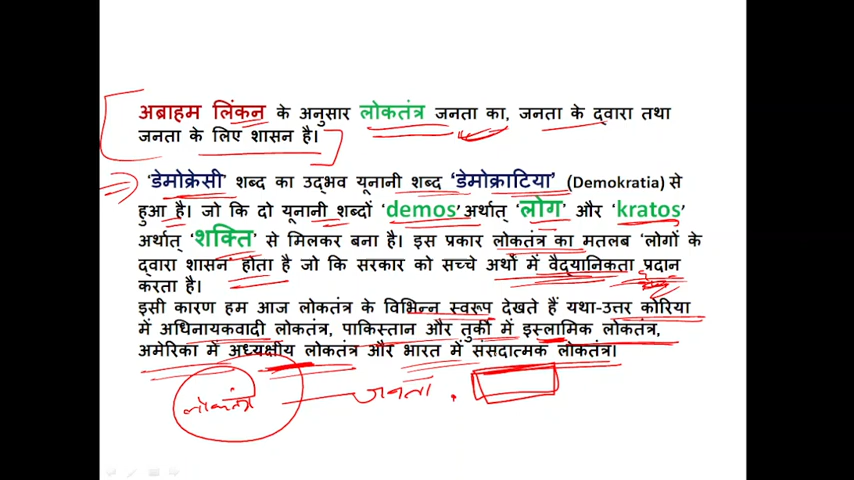 अब्राहम लिंकन के अनुसार लोकतंत्र जनता का, जनता के द्वारा तथा
जनता के लिए शासन है।
'डेमोक्रेसी' शब्द का उद्भव यूनानी शब्द 'डेमोक्राटिया' (Demokratia) से
हुआ है। जो कि दो यूनानी शब्दों 'demos' अर्थात् 'लोग' और 'kratos'
अर्थात् 'शक्ति' से मिलकर बना है। इस प्रकार लोकतंत्र का मतलब 'लोगों के
द्वारा शासन' होता है जो कि सरकार को सच्चे अर्थों में वैद्यानिकता प्रदान
करता है।
इसी कारण हम आज लोकतंत्र के विभिन्न स्वरूप देखते हैं यथा-उत्तर कोरिया
में अधिनायकवादी लोकतंत्र, पाकिस्तान और तुर्की में इस्लामिक लोकतंत्र,
अमेरिका में अध्यक्षीय लोकतंत्र और भारत में संसदात्मक लोकतंत्र।
लोकतंत्र जनता